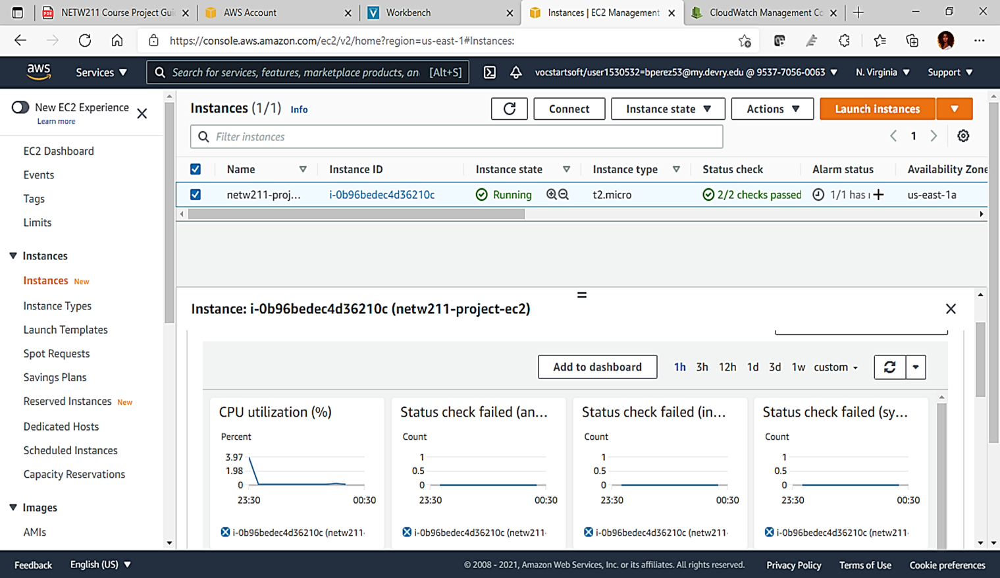 NETW211 Course Project Gui
AWS Account
Workbench
Instances | EC2 Management
CloudWatch Management Co
https://console.aws.amazon.com/ec2/v2/home?region=us-east-1#Instances:
aws
Services
Search for services, features, marketplace products, an
[Alt+S]
vocstartsoft/user1530532=bperez53@my.devry.edu @ 9537-7056-0063
N. Virginia
Support
New EC2 Experience
Learn more
EC2 Dashboard
Events
Tags
Limits
Instances
Instances New
Instance Types
Launch Templates
Spot Requests
Savings Plans
Reserved Instances New
Dedicated Hosts
Scheduled Instances
Capacity Reservations
Images
AMIs
Instances (1/1) Info
Connect
Instance state
Actions
Launch instances
Filter instances
1
Name Instance ID Instance state Instance type Status check Alarm status Availability Zone
netw211-proj... i-0b96bedec4d36210c Running t2.micro 2/2 checks passed 1/1 has + us-east-1a
Instance: i-0b96bedec4d36210c (netw211-project-ec2)
Add to dashboard
1h 3h 12h 1d 3d 1w custom
CPU utilization (%)
Percent
3.97
1.98
0
23:30 00:30
i-0b96bedec4d36210c (netw211-
Status check failed (an...
Count
1
0.5
0
23:30 00:30
i-0b96bedec4d36210c (netw211-
Status check failed (in...
Count
1
0.5
0
23:30 00:30
i-0b96bedec4d36210c (netw211-
Status check failed (sy...
Count
1
0.5
0
23:30 00:30
i-0b96bedec4d36210c (netw211-
Feedback
English (US)
© 2008 - 2021, Amazon Web Services, Inc. or its affiliates. All rights reserved.
Privacy Policy
Terms of Use
Cookie preferences